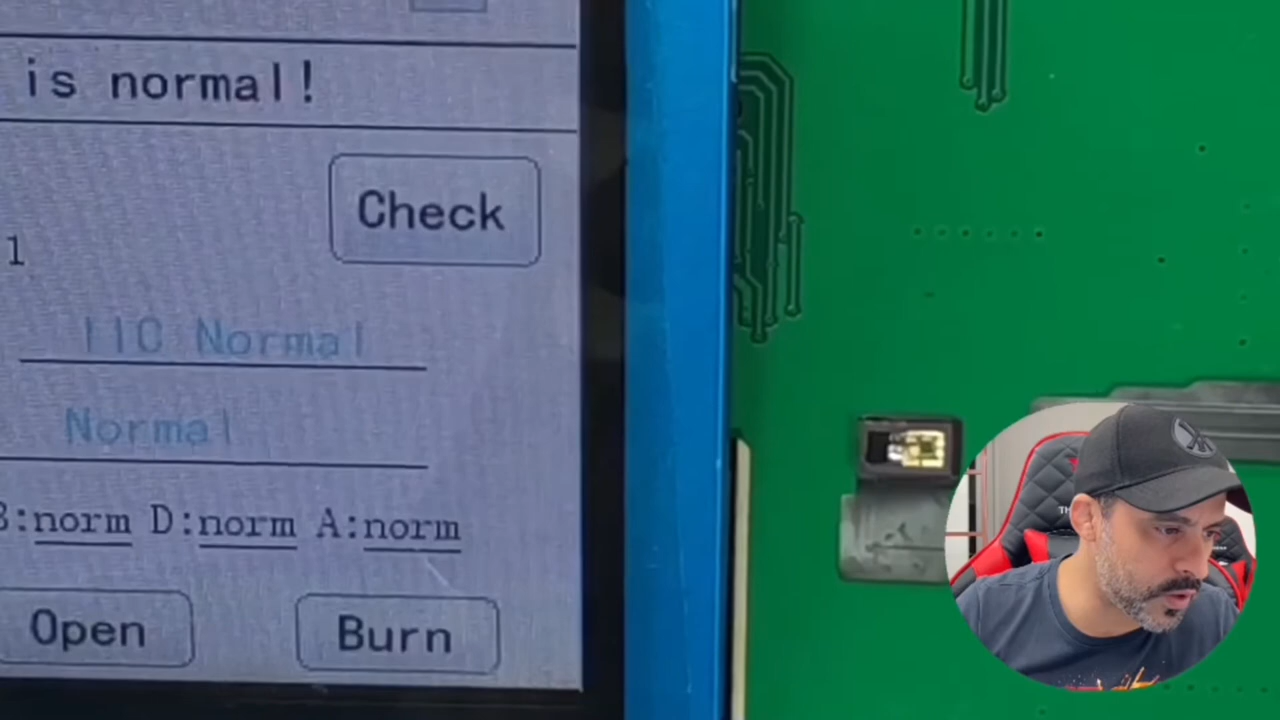 is normal!
Check
1
IIC Normal
Normal
B:norm D:norm A:norm
Open
Burn